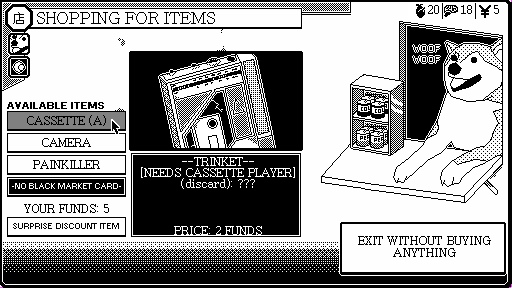 店 SHOPPING FOR ITEMS
20 18 ¥ 5
WOOF
WOOF
AVAILABLE ITEMS
CASSETTE (A)
CAMERA
PAINKILLER
-NO BLACK MARKET CARD-
YOUR FUNDS: 5
SURPRISE DISCOUNT ITEM
--TRINKET--
[NEEDS CASSETTE PLAYER]
(discard): ???
PRICE: 2 FUNDS
EXIT WITHOUT BUYING
ANYTHING